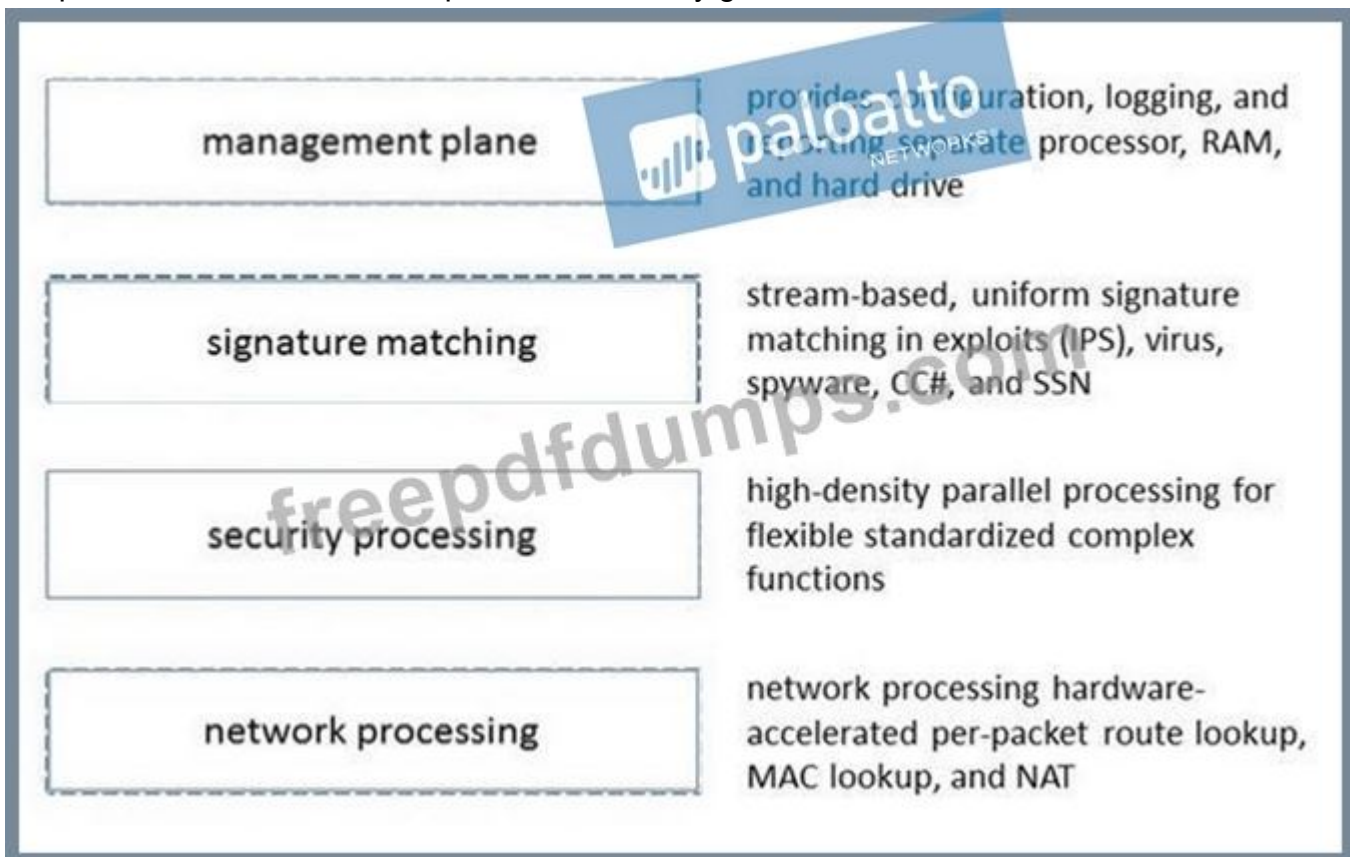 management plane
provides configuration, logging, and
reporting separate processor, RAM,
and hard drive
paloalto
NETWORKS
signature matching
stream-based, uniform signature
matching in exploits (IPS), virus,
spyware, CC#, and SSN
freepdfdumps.com
security processing
high-density parallel processing for
flexible standardized complex
functions
network processing
network processing hardware-
accelerated per-packet route lookup,
MAC lookup, and NAT